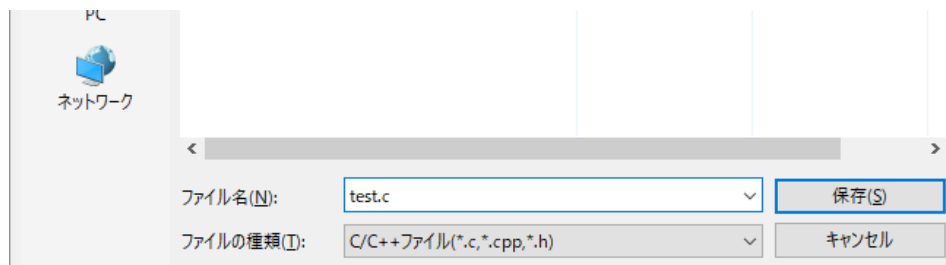 PC
ネットワーク
ファイル名(N): test.c 保存(S)
ファイルの種類(T): C/C++ファイル(*.c,*.cpp,*.h) キャンセル